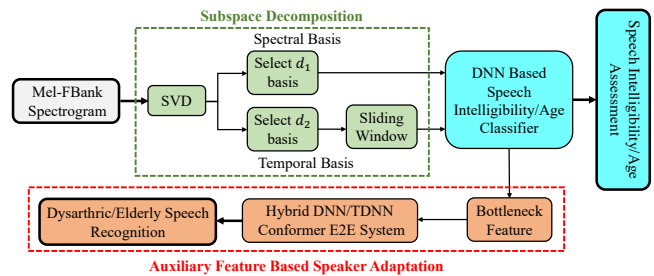 Subspace Decomposition
Spectral Basis
Mel-FBank
Spectrogram
SVD
Select d₁
basis
Select d₂
basis
Sliding
Window
Temporal Basis
DNN Based
Speech
Intelligibility/Age
Classifier
Speech Intelligibility/Age
Assessment
Dysarthric/Elderly Speech
Recognition
Hybrid DNN/TDNN
Conformer E2E System
Bottleneck
Feature
Auxiliary Feature Based Speaker Adaptation